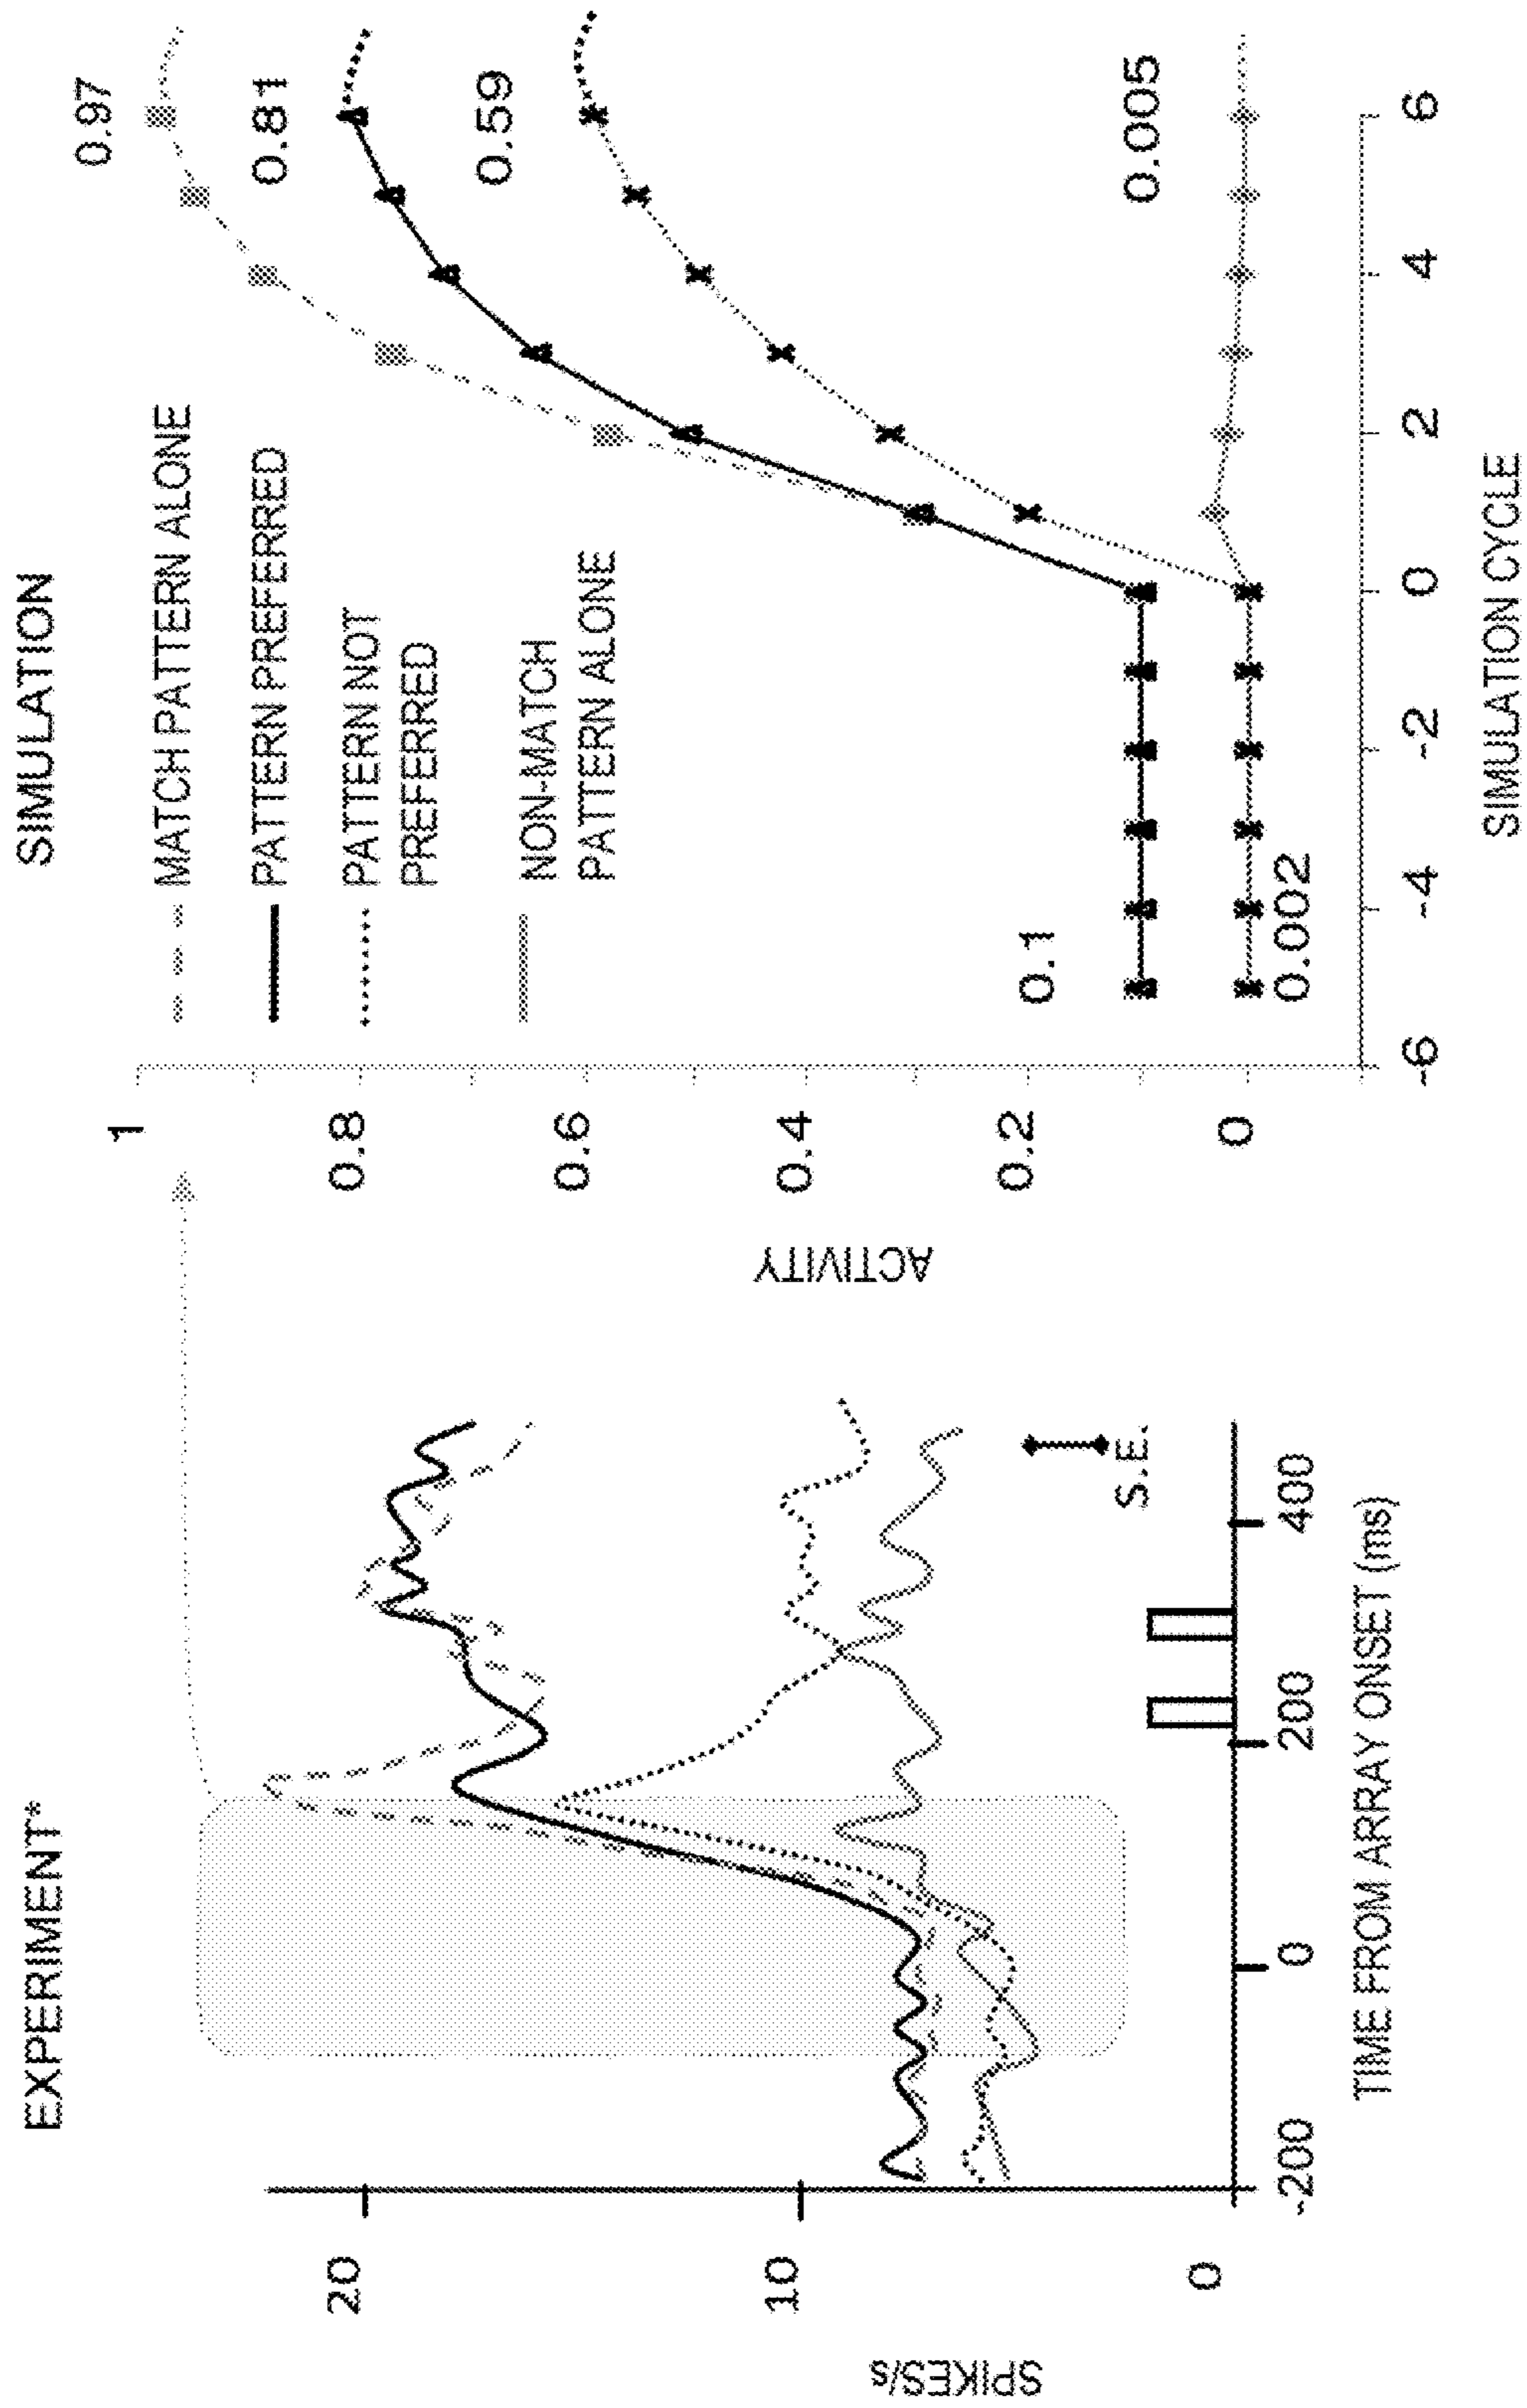 EXPERIMENT*
SPIKES/s
20
10
0
-200
0
200
400
TIME FROM ARRAY ONSET (ms)
S.E.
SIMULATION
MATCH PATTERN ALONE
PATTERN PREFERRED
PATTERN NOT
PREFERRED
NON-MATCH
PATTERN ALONE
ACTIVITY
1
0.8
0.6
0.4
0.2
0
0.97
0.81
0.59
0.005
0.1
0.002
-6
-4
-2
0
2
4
6
SIMULATION CYCLE